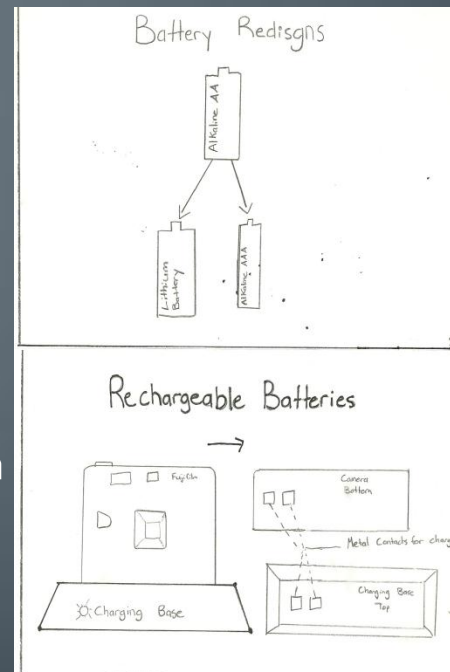 Battery Redisgns
Alkaline AA
Lithium
Battery
Alkaline AAA
Rechargeable Batteries
Camera
Bottom
Metal Contacts for charg
Charging Base
Top
Charging Base